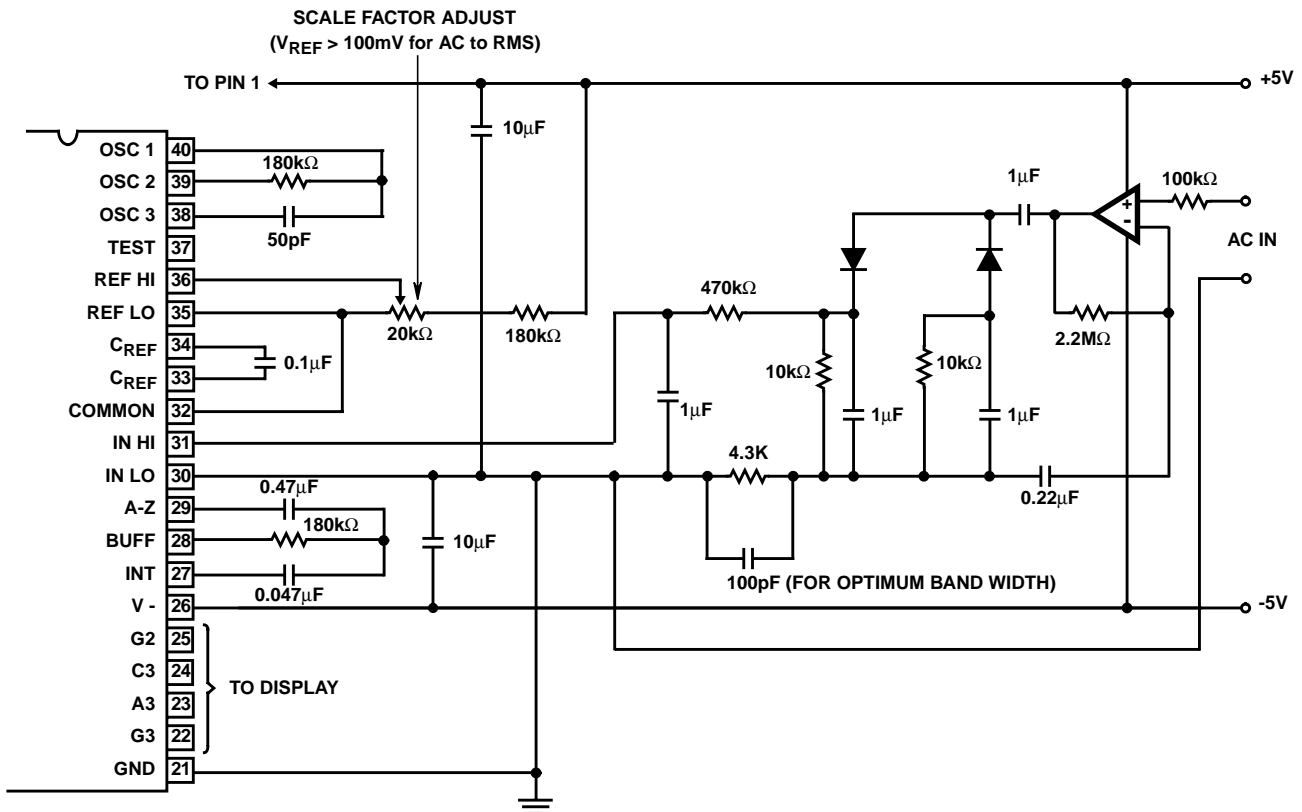 SCALE FACTOR ADJUST
(VREF > 100mV for AC to RMS)
TO PIN 1
+5V
10μF
OSC 1 40
180kΩ
OSC 2 39
OSC 3 38
50pF
TEST 37
REF HI 36
REF LO 35
20kΩ
180kΩ
CREF 34
0.1μF
CREF 33
COMMON 32
IN HI 31
IN LO 30
0.47μF
A-Z 29
180kΩ
BUFF 28
INT 27
0.047μF
V - 26
G2 25
C3 24
A3 23
G3 22
TO DISPLAY
GND 21
10μF
470kΩ
1μF
10kΩ
1μF
10kΩ
1μF
1μF
+
-
100kΩ
AC IN
2.2MΩ
4.3K
0.22μF
100pF (FOR OPTIMUM BAND WIDTH)
-5V